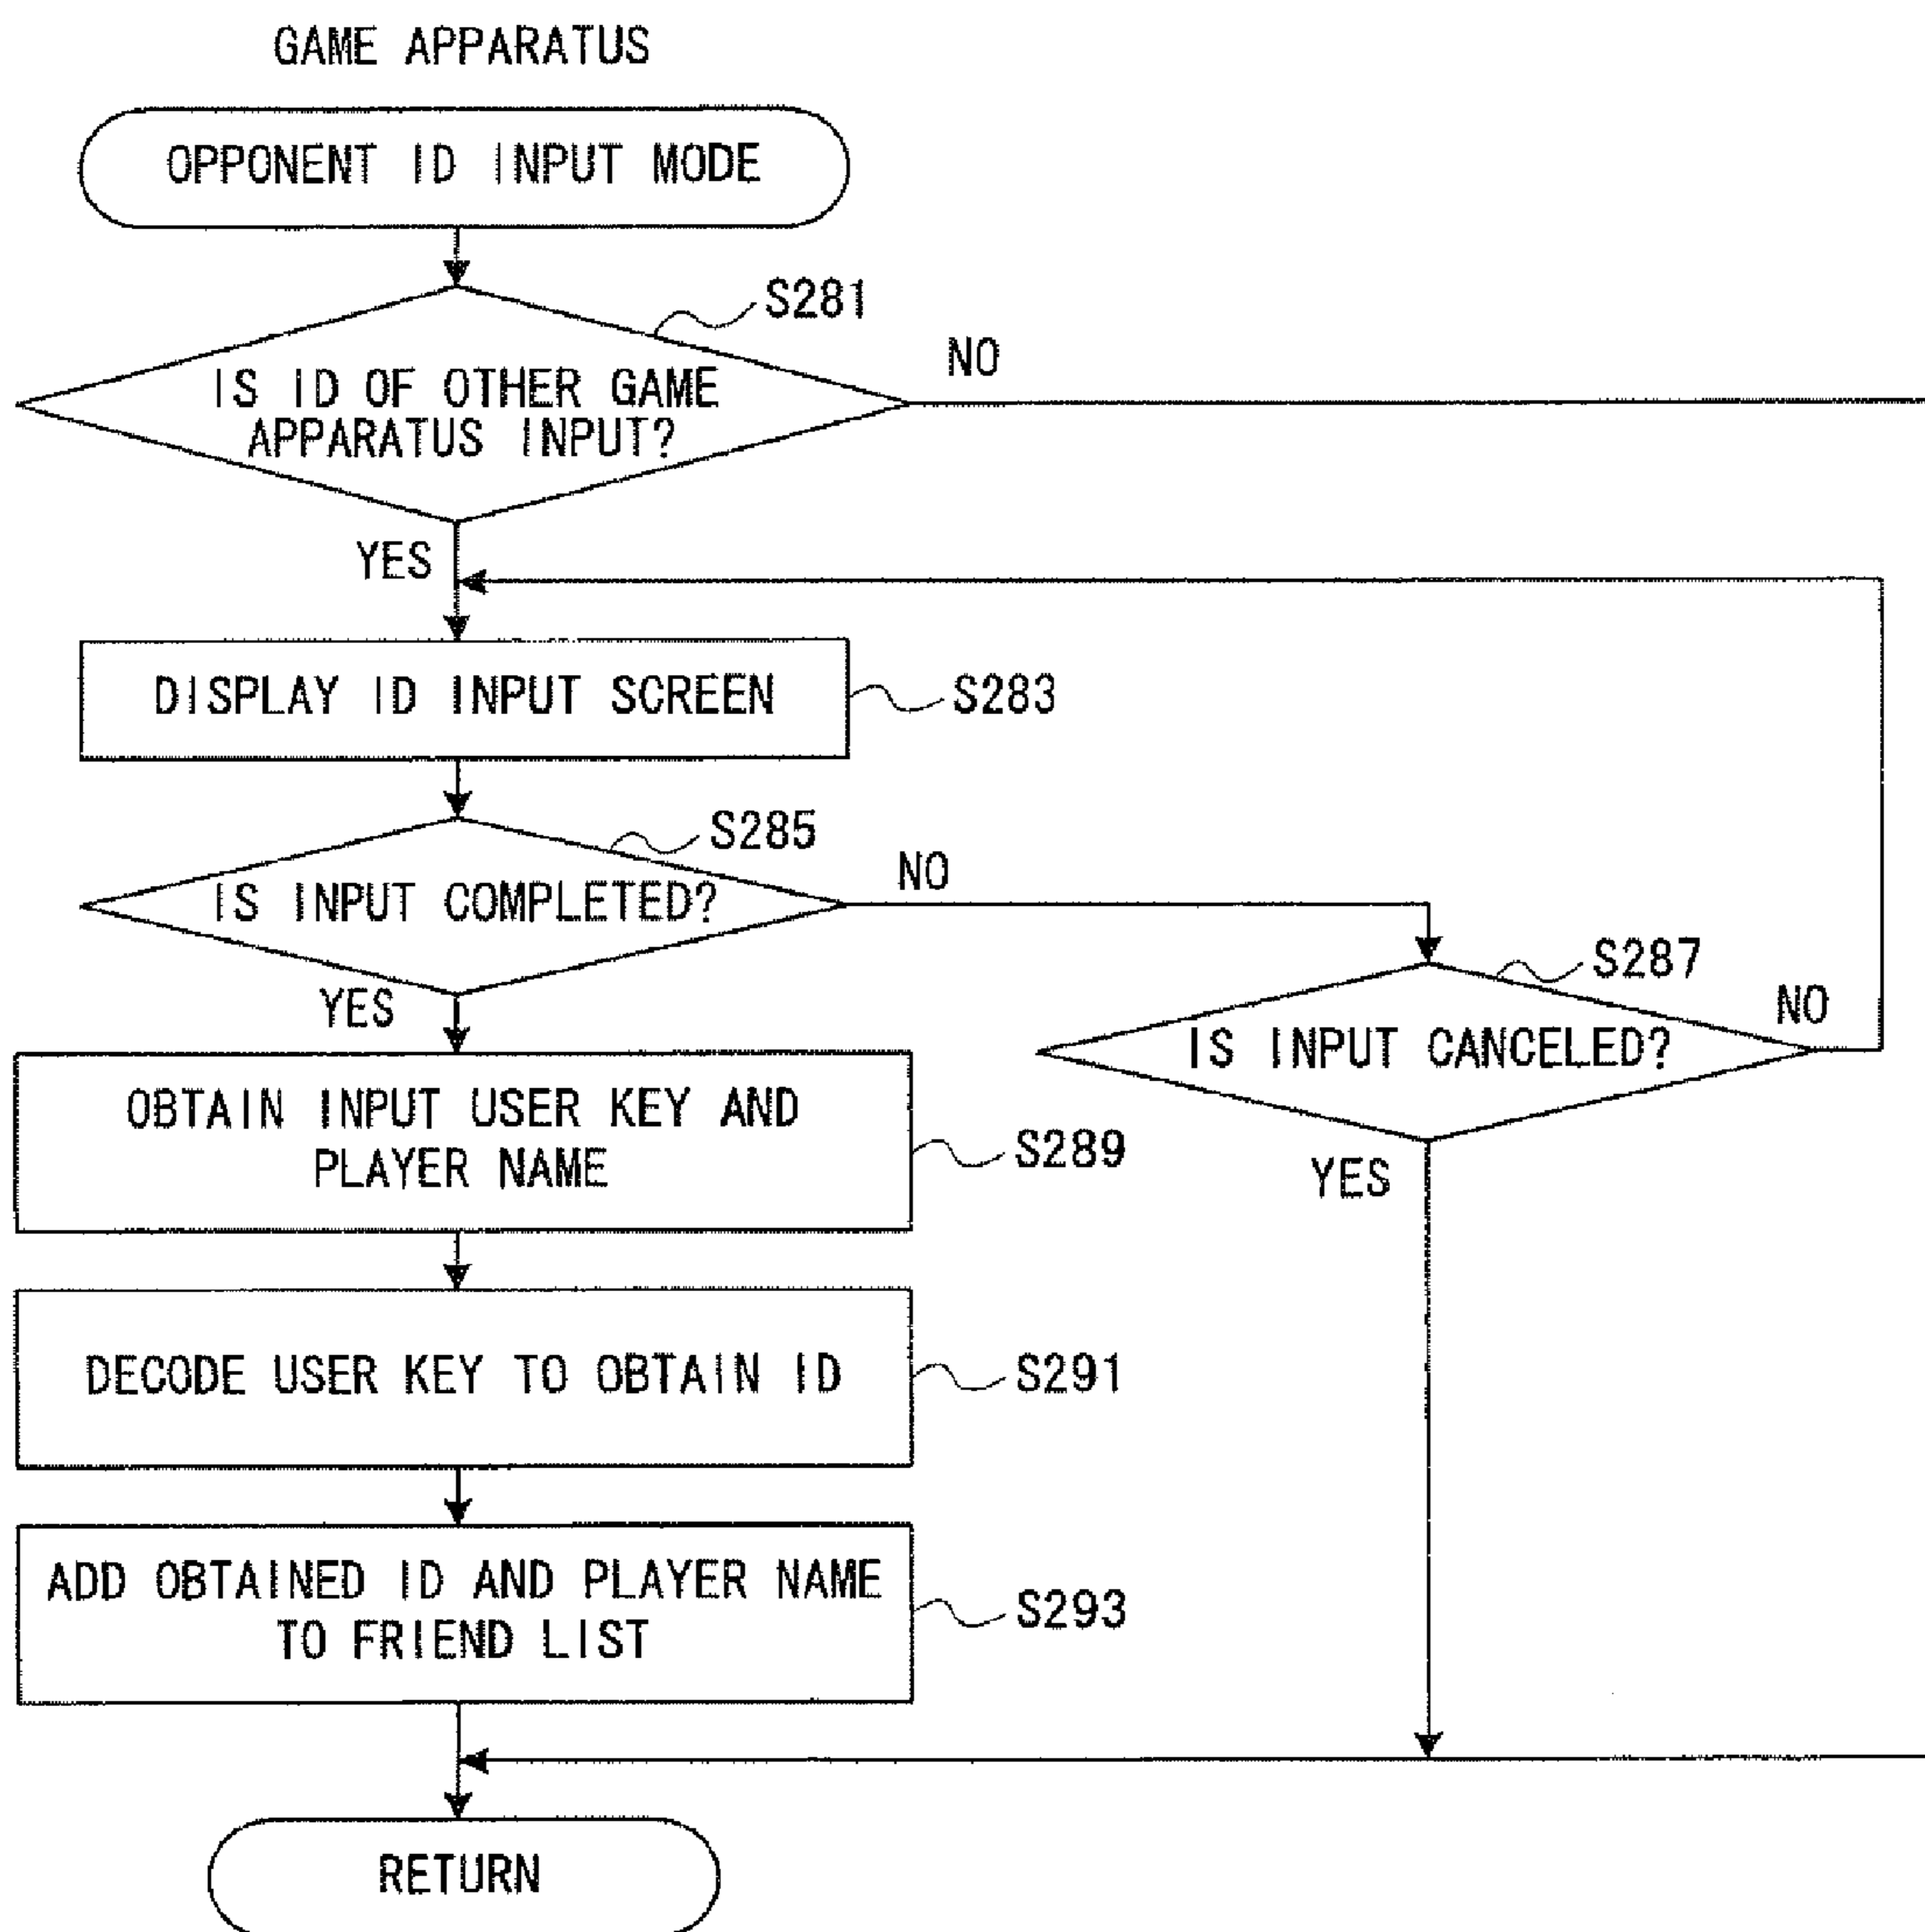 GAME APPARATUS
OPPONENT ID INPUT MODE
S281
NO
IS ID OF OTHER GAME
APPARATUS INPUT?
YES
DISPLAY ID INPUT SCREEN
S283
S285
NO
IS INPUT COMPLETED?
S287
NO
YES
IS INPUT CANCELED?
OBTAIN INPUT USER KEY AND
PLAYER NAME
S289
YES
DECODE USER KEY TO OBTAIN ID
S291
ADD OBTAINED ID AND PLAYER NAME
TO FRIEND LIST
S293
RETURN